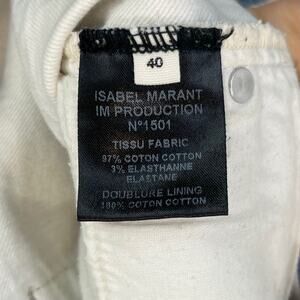 40
ISABEL MARANT
IM PRODUCTION
N°1501
TISSU FABRIC
97% COTON COTTON
3% ELASTHANNE
ELASTANE
DOUBLURE LINING
100% COTON COTTON